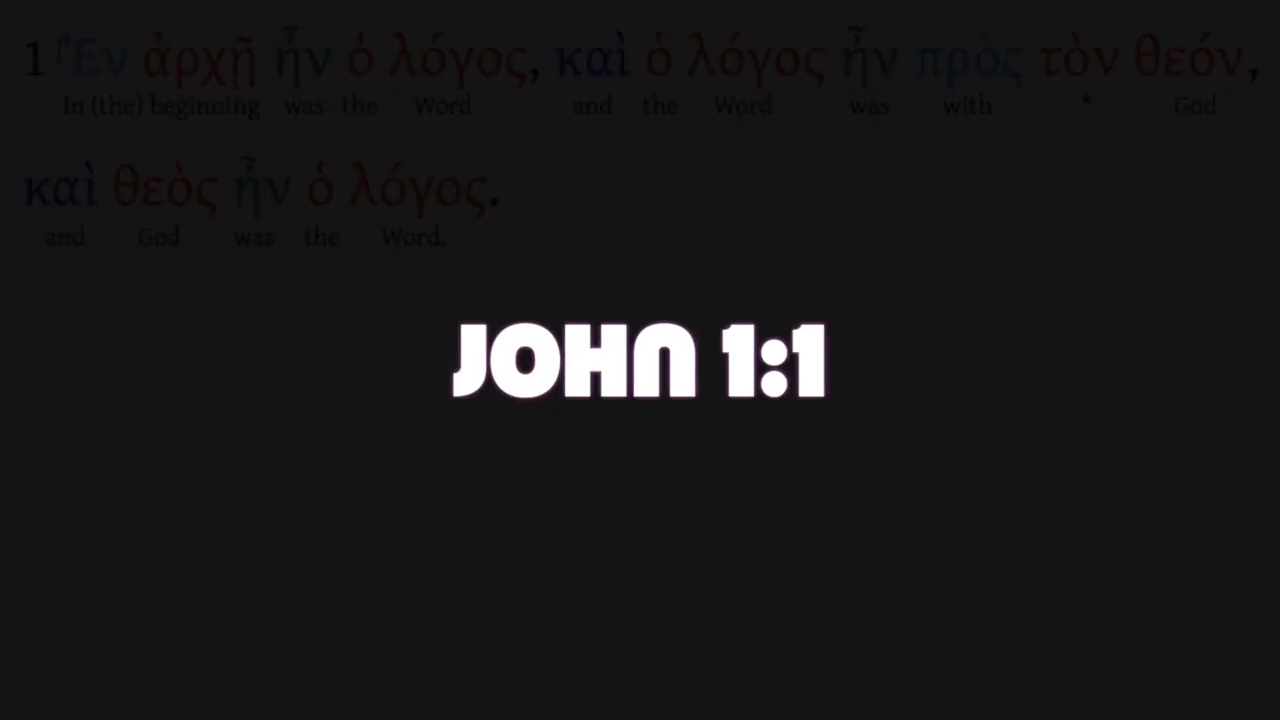 1 Ἐν ἀρχῇ ἦν ὁ λόγος, καὶ ὁ λόγος ἦν πρὸς τὸν θεόν,
In (the) beginning was the Word and the Word was with * God
καὶ θεὸς ἦν ὁ λόγος.
and God was the Word.
JOHN 1:1